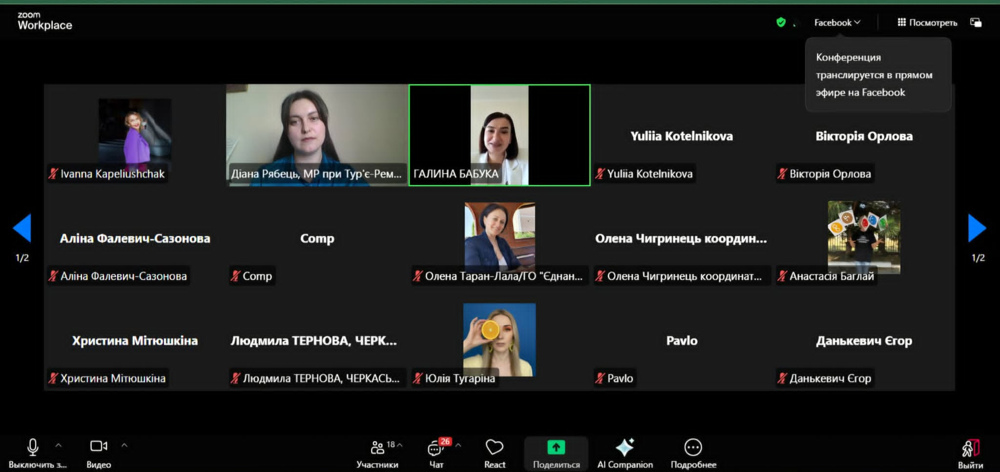 zoom
Workplace
Facebook
Посмотреть
Конференция
транслируется в прямом
эфире на Facebook
Ivanna Kapeliushchak
Діана Рябець, МР при Тур'є-Рем...
ГАЛИНА БАБУКА
Yuliia Kotelnikova
Yuliia Kotelnikova
Вікторія Орлова
Вікторія Орлова
Аліна Фалевич-Сазонова
Аліна Фалевич-Сазонова
Comp
Comp
Олена Таран-Лала/ГО "Єднан...
Олена Чигринець координ...
Олена Чигринець координат...
Анастасія Баглай
1/2
1/2
Христина Мітюшкіна
Христина Мітюшкіна
Людмила ТЕРНОВА, ЧЕРК...
Людмила ТЕРНОВА, ЧЕРКАСЬ...
Юлія Тугаріна
Pavlo
Pavlo
Данькевич Єгор
Данькевич Єгор
Выключить з...
Видео
18
Участники
26
Чат
React
Поделиться
AI Companion
Подробнее
Выйти